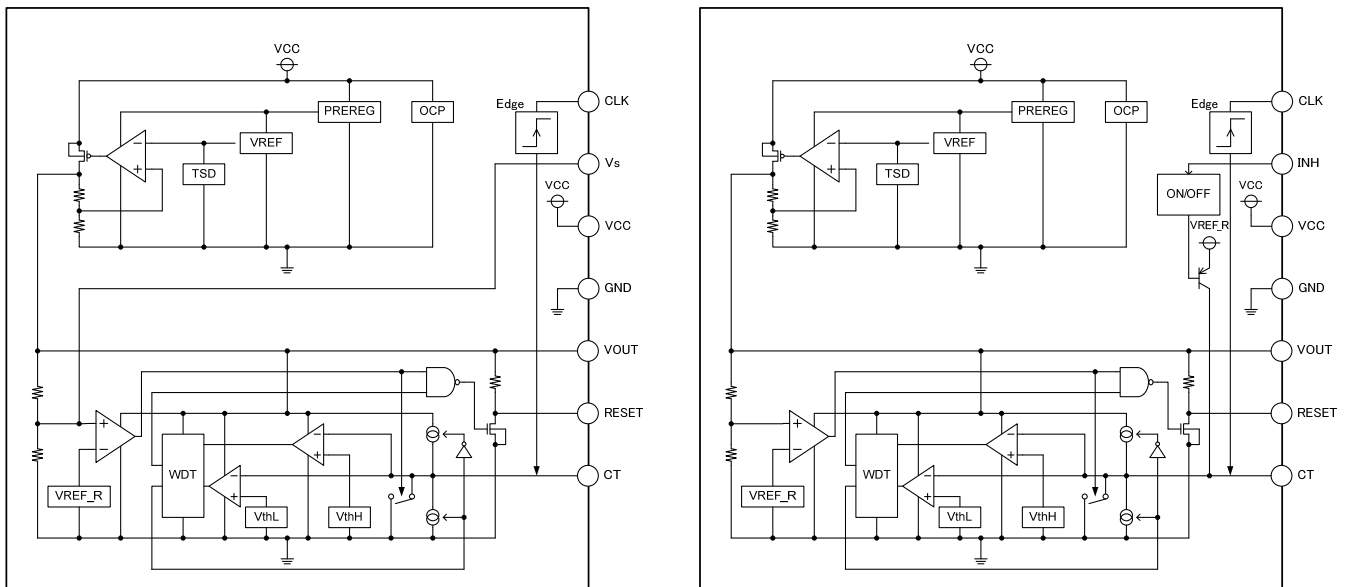 VCC
Edge
CLK
PREREG
OCP
VREF
TSD
−
+
Vs
VCC
VCC
GND
VOUT
RESET
+
−
VREF_R
WDT
−
+
VthL
−
+
VthH
CT
VCC
Edge
CLK
PREREG
OCP
VREF
TSD
−
+
INH
ON/OFF
VCC
VCC
VREF_R
GND
VOUT
RESET
+
−
VREF_R
WDT
−
+
VthL
−
+
VthH
CT